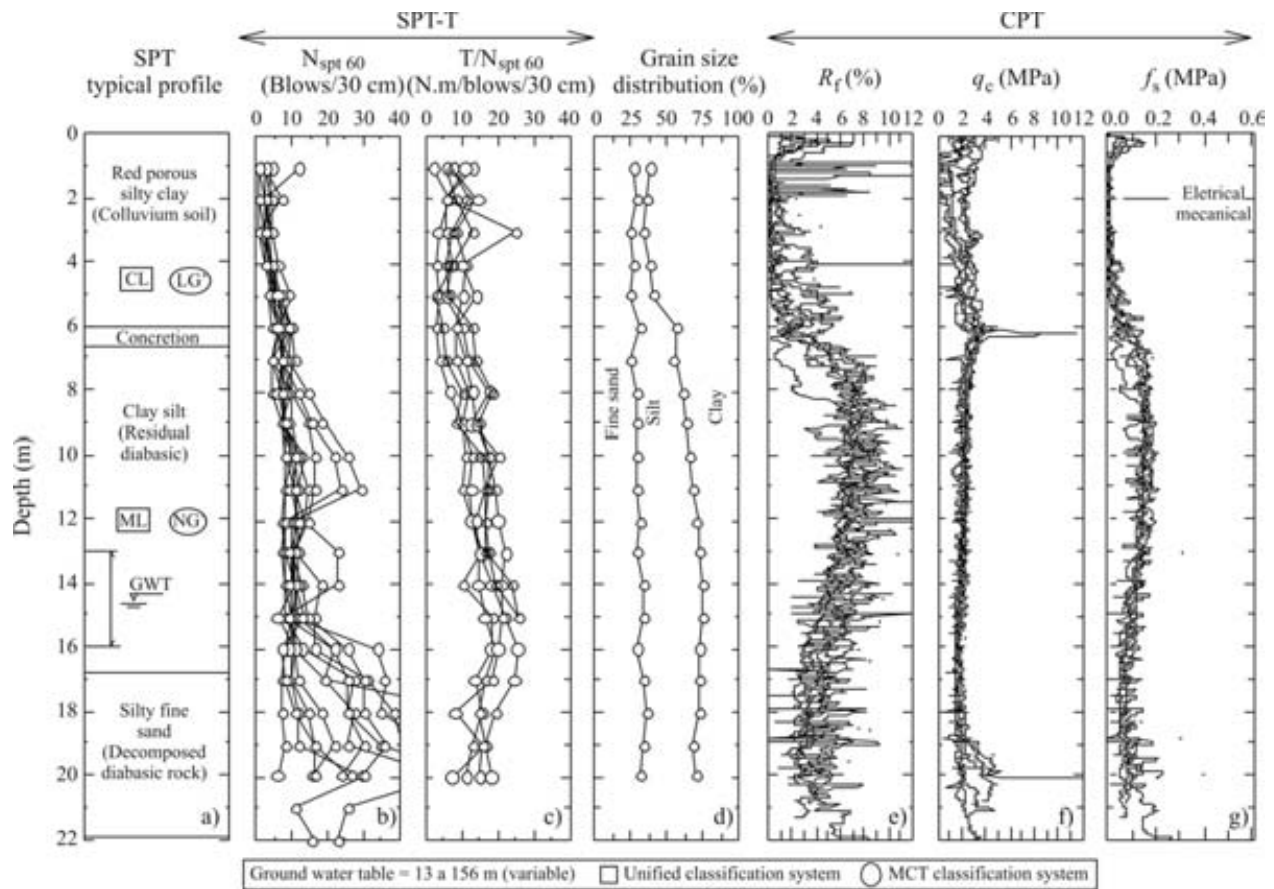 SPT-T
CPT
SPT
typical profile
Nspt 60
(Blows/30 cm)
T/Nspt 60
(N.m/blows/30 cm)
Grain size
distribution (%)
Rf (%)
qc (MPa)
fs (MPa)
0 10 20 30 40
0 10 20 30 40
0 25 50 75 100
0 2 4 6 8 10 12
0 2 4 6 8 10 12
0.0 0.2 0.4 0.6
Depth (m)
0
2
4
6
8
10
12
14
16
18
20
22
Red porous
silty clay
(Colluvium soil)
CL LG'
Concretion
Clay silt
(Residual
diabasic)
ML NG
GWT
Silty fine
sand
(Decomposed
diabasic rock)
Fine sand
Silt
Clay
Eletrical
mecanical
a)
b)
c)
d)
e)
f)
g)
Ground water table = 13 a 156 m (variable) Unified classification system MCT classification system